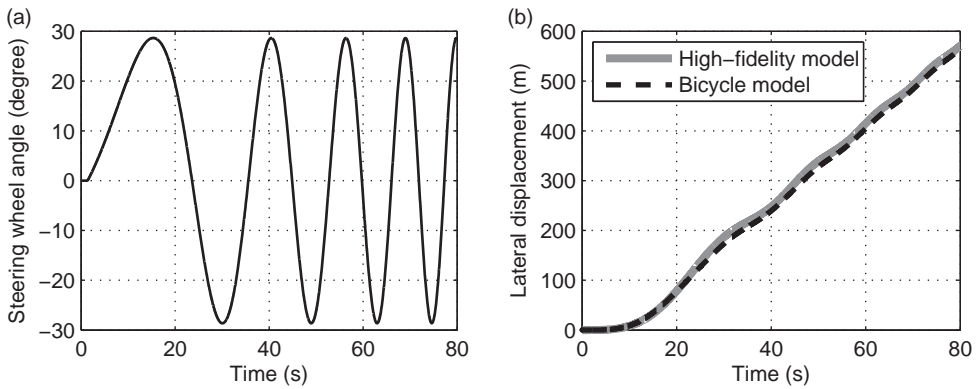 (a)
Steering wheel angle (degree)
30
20
10
0
−10
−20
−30
0 20 40 60 80
Time (s)
(b)
Lateral displacement (m)
600
500
400
300
200
100
0
High−fidelity model
Bicycle model
0 20 40 60 80
Time (s)